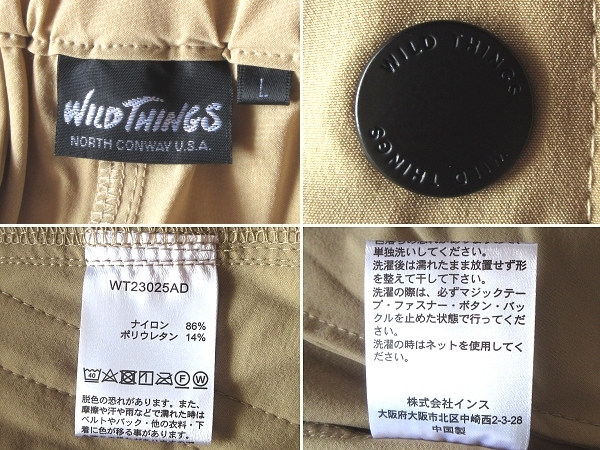 WILD THINGS
NORTH CONWAY U.S.A.
L
WILD THINGS
WILD THINGS
WT23025AD
ナイロン 86%
ポリウレタン 14%
40
F
W
脱色の恐れがあります。また、
摩擦や汗や雨などで濡れた時は
ベルトやバック・他の衣料・下
着に色が移る事があります。
単独洗いしてください。
洗濯後は濡れたまま放置せず形
を整えて干して下さい。
洗濯の際は、必ずマジックテー
プ・ファスナー・ボタン・バッ
クルを止めた状態で行ってくだ
さい。
洗濯の時はネットを使用してく
ださい。
株式会社インス
大阪府大阪市北区中崎西2-3-28
中国製